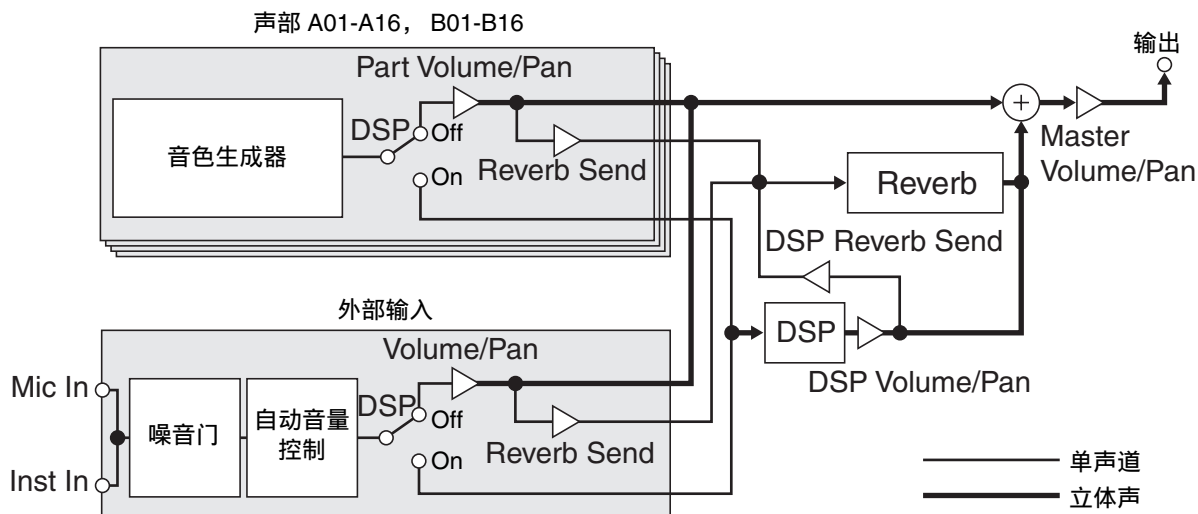 声部 A01-A16, B01-B16
输出
Part Volume/Pan
音色生成器
DSP
Off
On
Reverb Send
Master
Volume/Pan
Reverb
DSP Reverb Send
外部输入
Volume/Pan
DSP
DSP Volume/Pan
Mic In
Inst In
噪音门
自动音量
控制
DSP
Off
On
Reverb Send
单声道
立体声